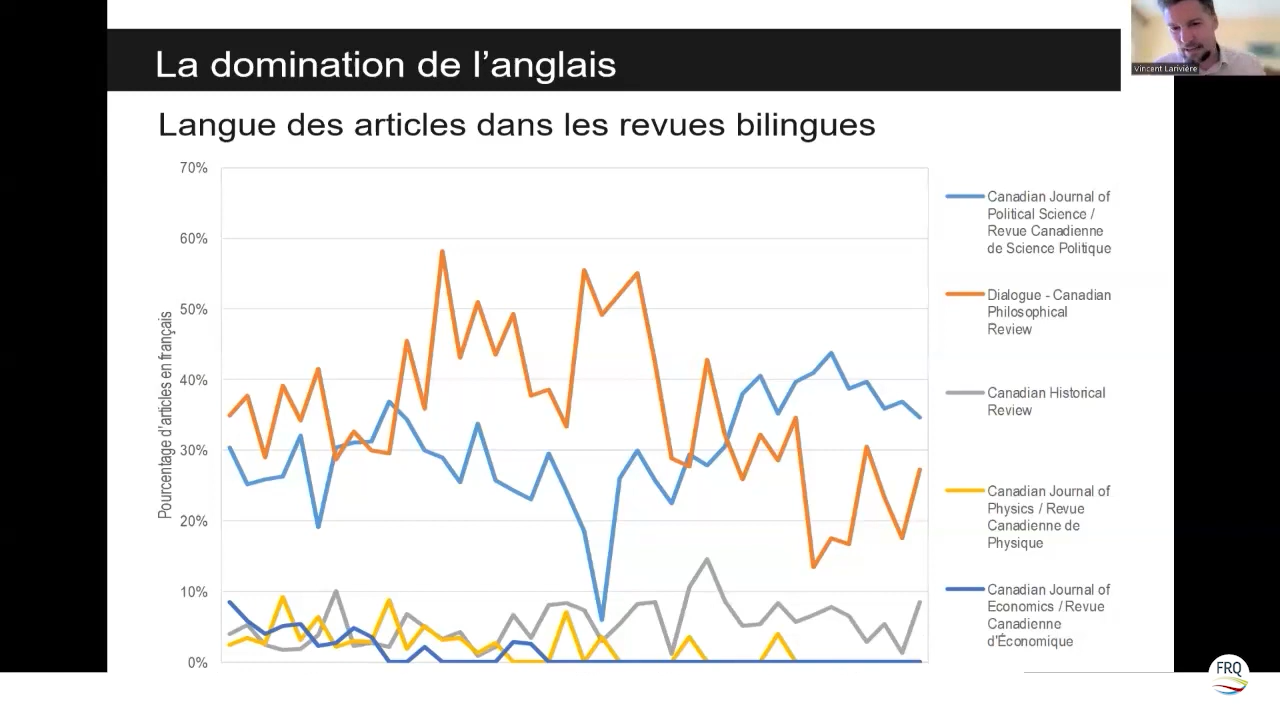 La domination de l’anglais
Vincent Larivière
Langue des articles dans les revues bilingues
Pourcentage d'articles en français
70%
60%
50%
40%
30%
20%
10%
0%
Canadian Journal of
Political Science /
Revue Canadienne
de Science Politique
Dialogue - Canadian
Philosophical
Review
Canadian Historical
Review
Canadian Journal of
Physics / Revue
Canadienne de
Physique
Canadian Journal of
Economics / Revue
Canadienne
d'Économique
FRQ